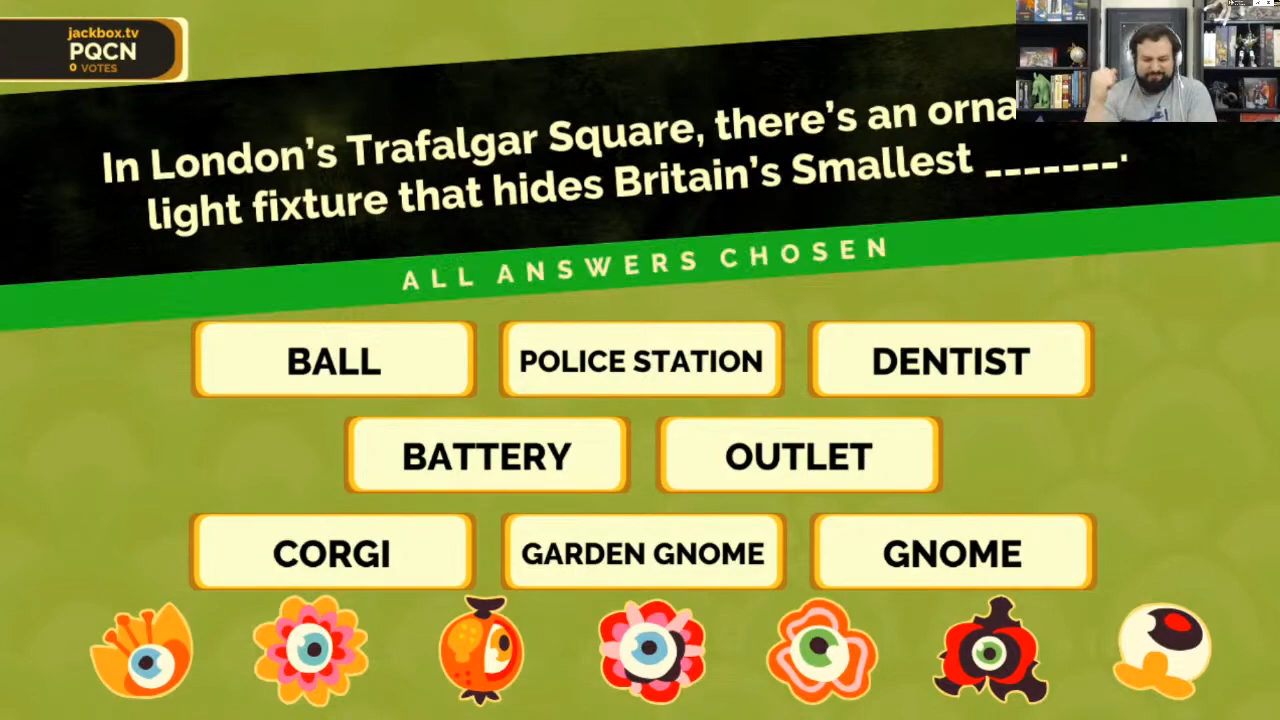 jackbox.tv
PQCN
0 VOTES
In London's Trafalgar Square, there's an orna
light fixture that hides Britain's Smallest _______.
ALL ANSWERS CHOSEN
BALL
POLICE STATION
DENTIST
BATTERY
OUTLET
CORGI
GARDEN GNOME
GNOME